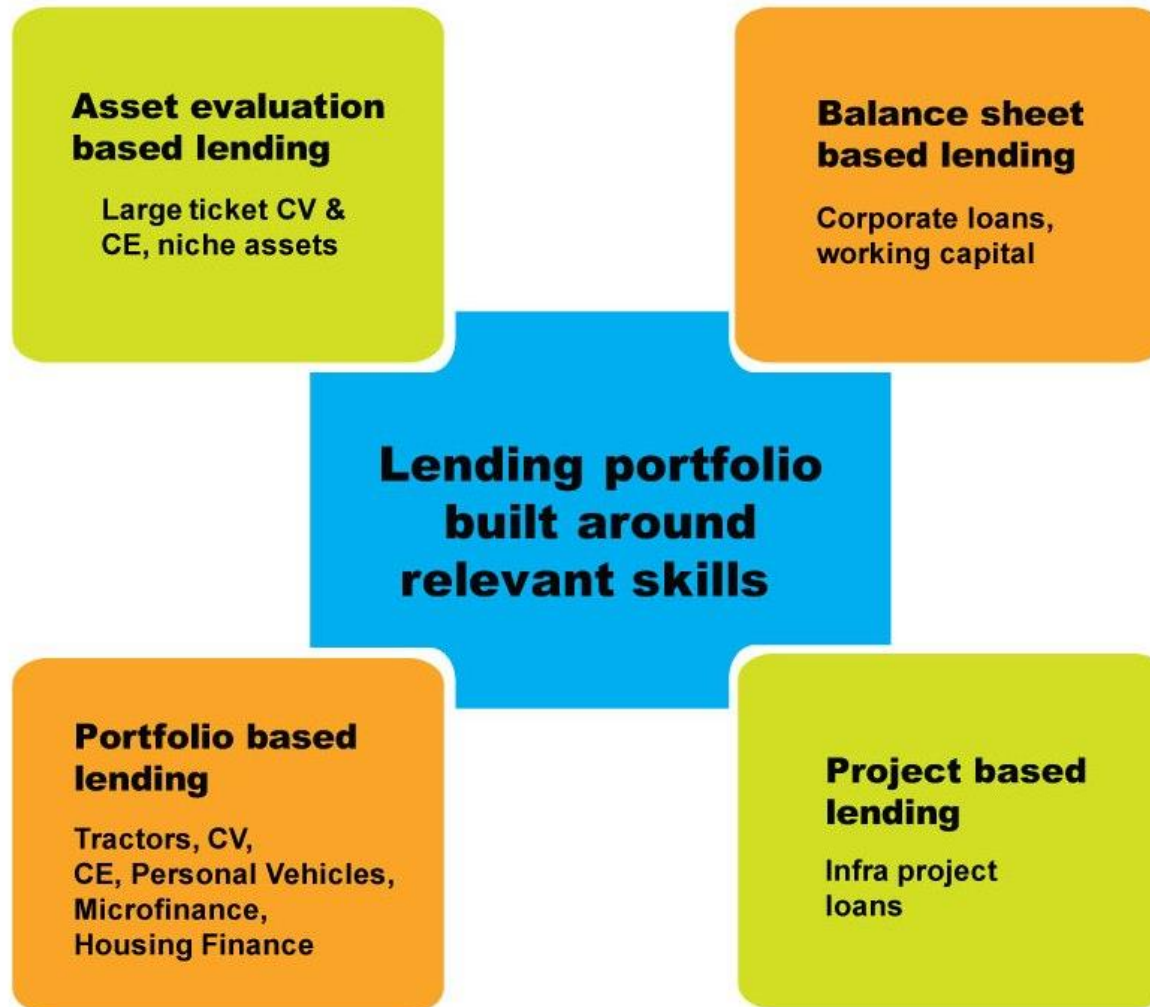 Asset evaluation
based lending
Large ticket CV &
CE, niche assets
Balance sheet
based lending
Corporate loans,
working capital
Lending portfolio
built around
relevant skills
Portfolio based
lending
Tractors, CV,
CE, Personal Vehicles,
Microfinance,
Housing Finance
Project based
lending
Infra project
loans